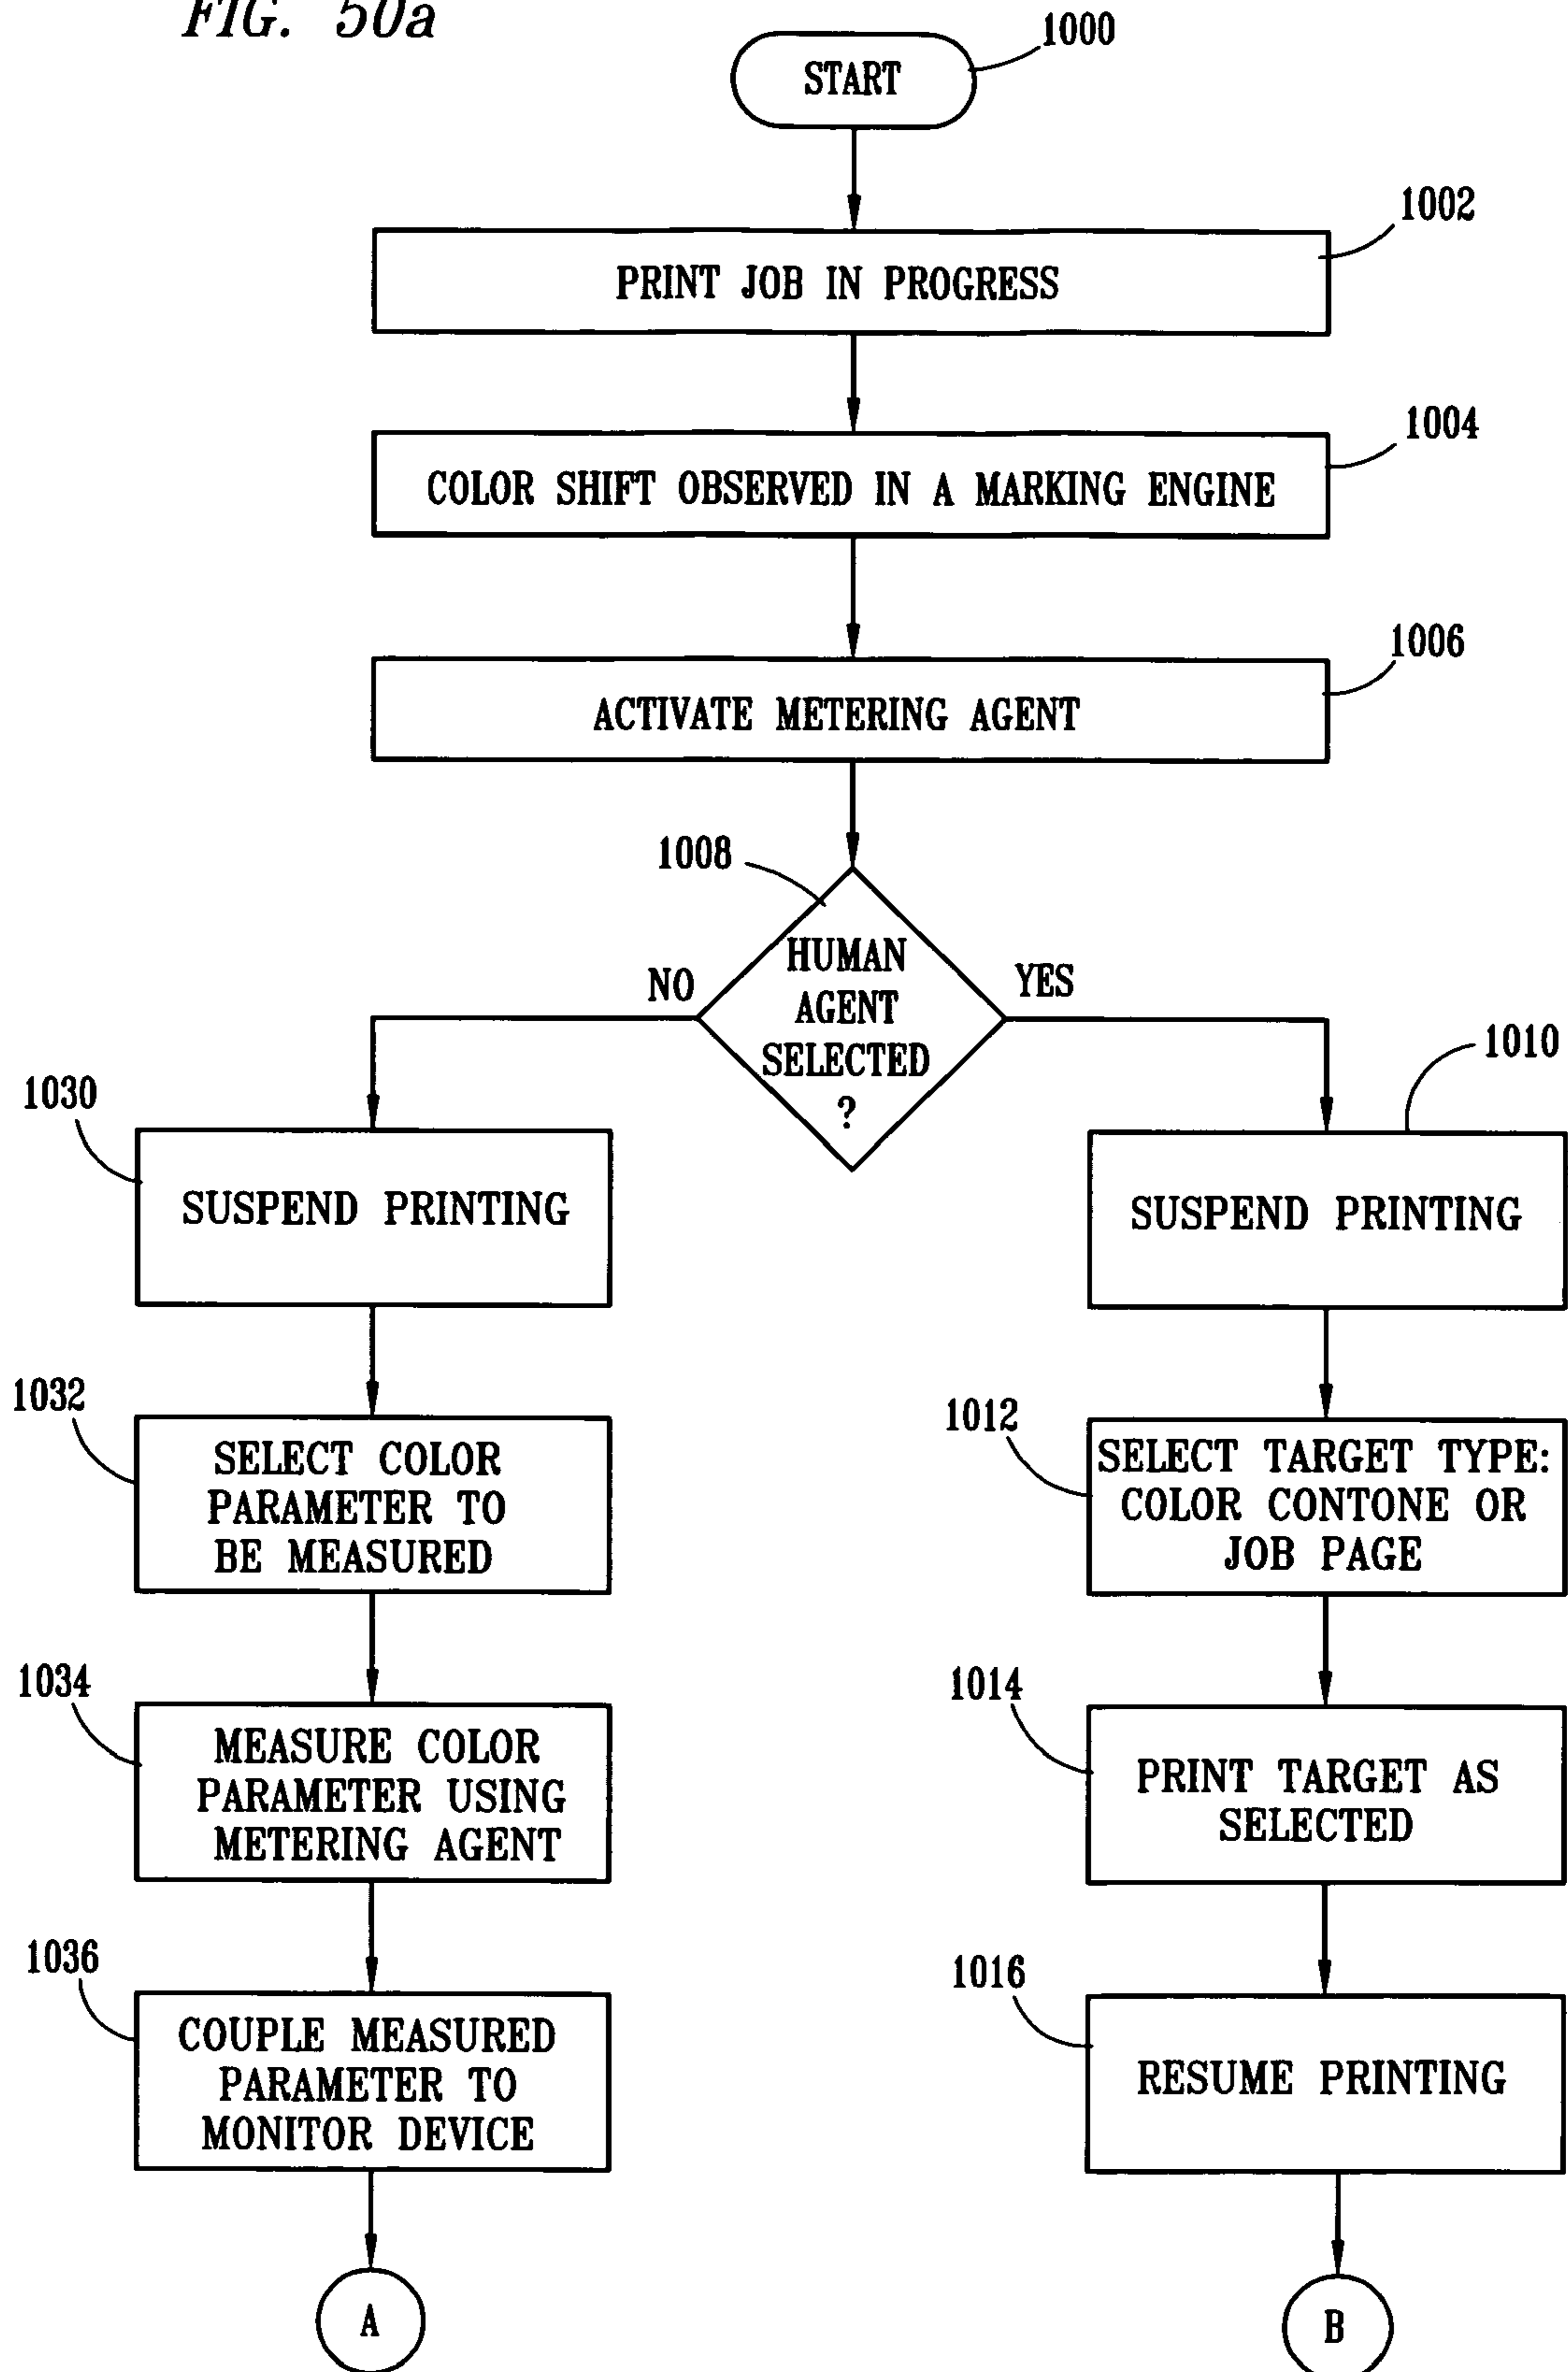 FIG. 50a
1000
START
1002
PRINT JOB IN PROGRESS
1004
COLOR SHIFT OBSERVED IN A MARKING ENGINE
1006
ACTIVATE METERING AGENT
1008
HUMAN
AGENT
SELECTED
?
NO
YES
1030
SUSPEND PRINTING
1032
SELECT COLOR
PARAMETER TO
BE MEASURED
1034
MEASURE COLOR
PARAMETER USING
METERING AGENT
1036
COUPLE MEASURED
PARAMETER TO
MONITOR DEVICE
A
1010
SUSPEND PRINTING
1012
SELECT TARGET TYPE:
COLOR CONTONE OR
JOB PAGE
1014
PRINT TARGET AS
SELECTED
1016
RESUME PRINTING
B